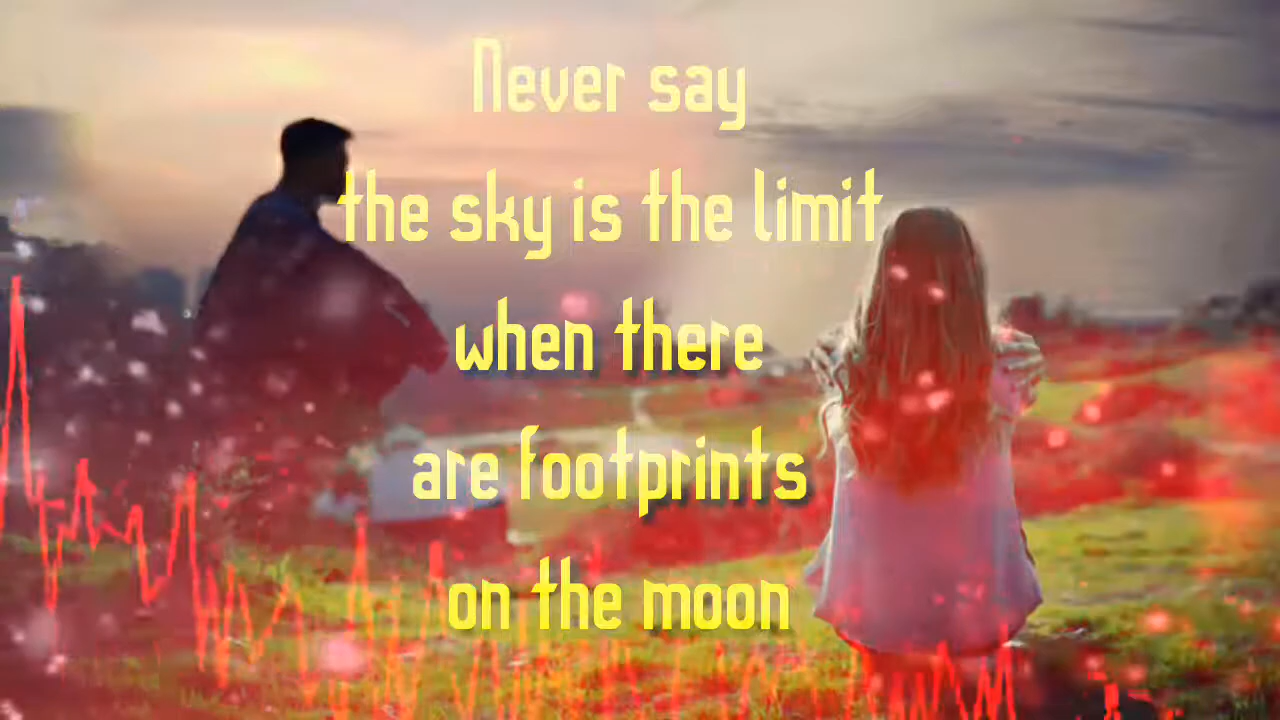 Never say
the sky is the limit
when there
are footprints
on the moon